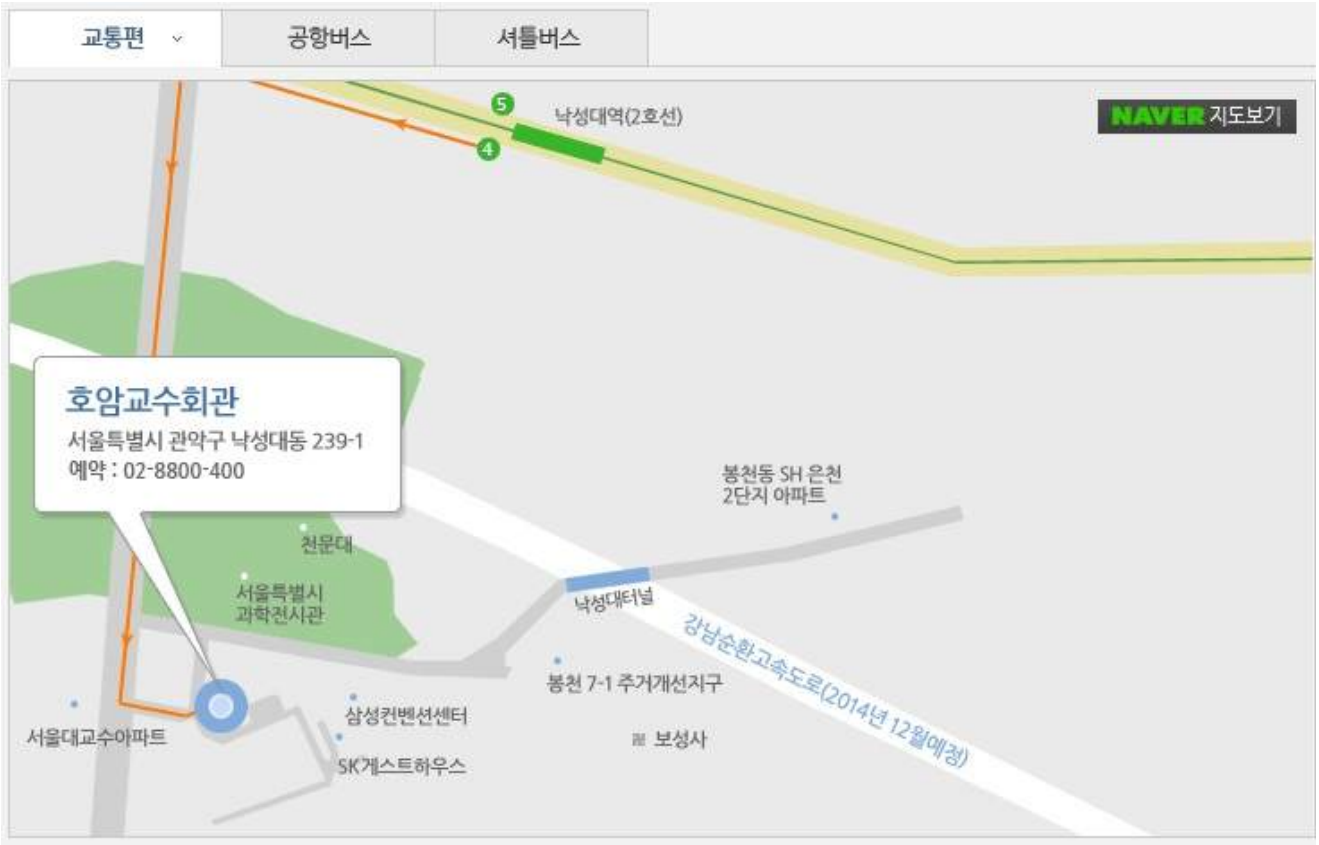 교통편
공항버스
셔틀버스
5
낙성대역(2호선)
NAVER 지도보기
4
호암교수회관
서울특별시 관악구 낙성대동 239-1
예약 : 02-8800-400
봉천동 SH 은천
2단지 아파트
천문대
서울특별시
과학전시관
낙성대터널
강남순환고속도로(2014년 12월예정)
봉천 7-1 주거개선지구
삼성컨벤션센터
서울대교수아파트
卍 보성사
SK게스트하우스